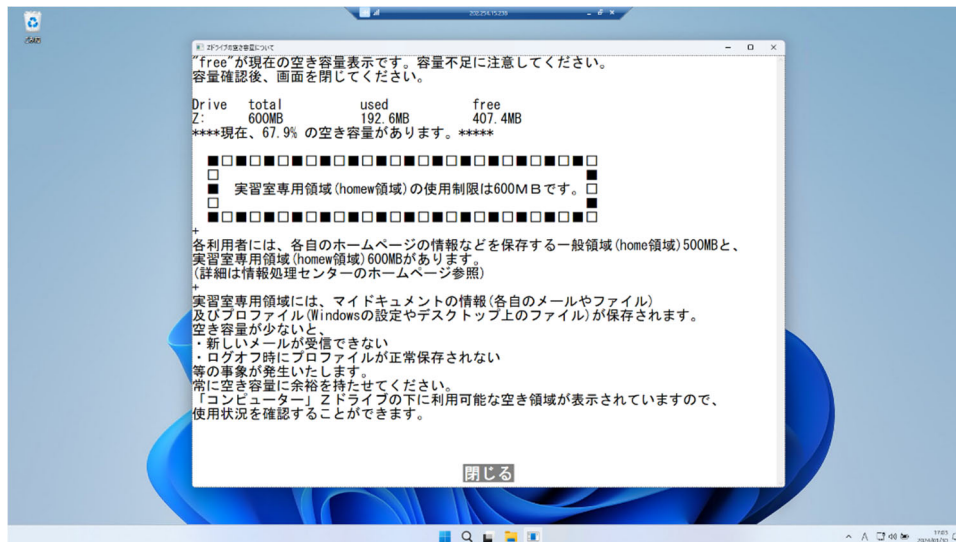 202.254.15.239
Zドライブの空き容量について
"free"が現在の空き容量表示です。容量不足に注意してください。
容量確認後、画面を閉じてください。
Drive total used free
Z: 600MB 192.6MB 407.4MB
****現在、67.9% の空き容量があります。*****
■□■□■□■□■□■□■□■□■□■□■□■□■□■□
□ ■
■ 実習室専用領域(homew領域)の使用制限は600MBです。□
□ ■
■□■□■□■□■□■□■□■□■□■□■□■□■□■□
+
各利用者には、各自のホームページの情報などを保存する一般領域(home領域)500MBと、
実習室専用領域(homew領域)600MBがあります。
(詳細は情報処理センターのホームページ参照)
+
実習室専用領域には、マイドキュメントの情報(各自のメールやファイル)
及びプロファイル(Windowsの設定やデスクトップ上のファイル)が保存されます。
空き容量が少ないと、
・新しいメールが受信できない
・ログオフ時にプロファイルが正常保存されない
等の事象が発生いたします。
常に空き容量に余裕を持たせてください。
「コンピューター」Zドライブの下に利用可能な空き領域が表示されていますので、
使用状況を確認することができます。
閉じる
A